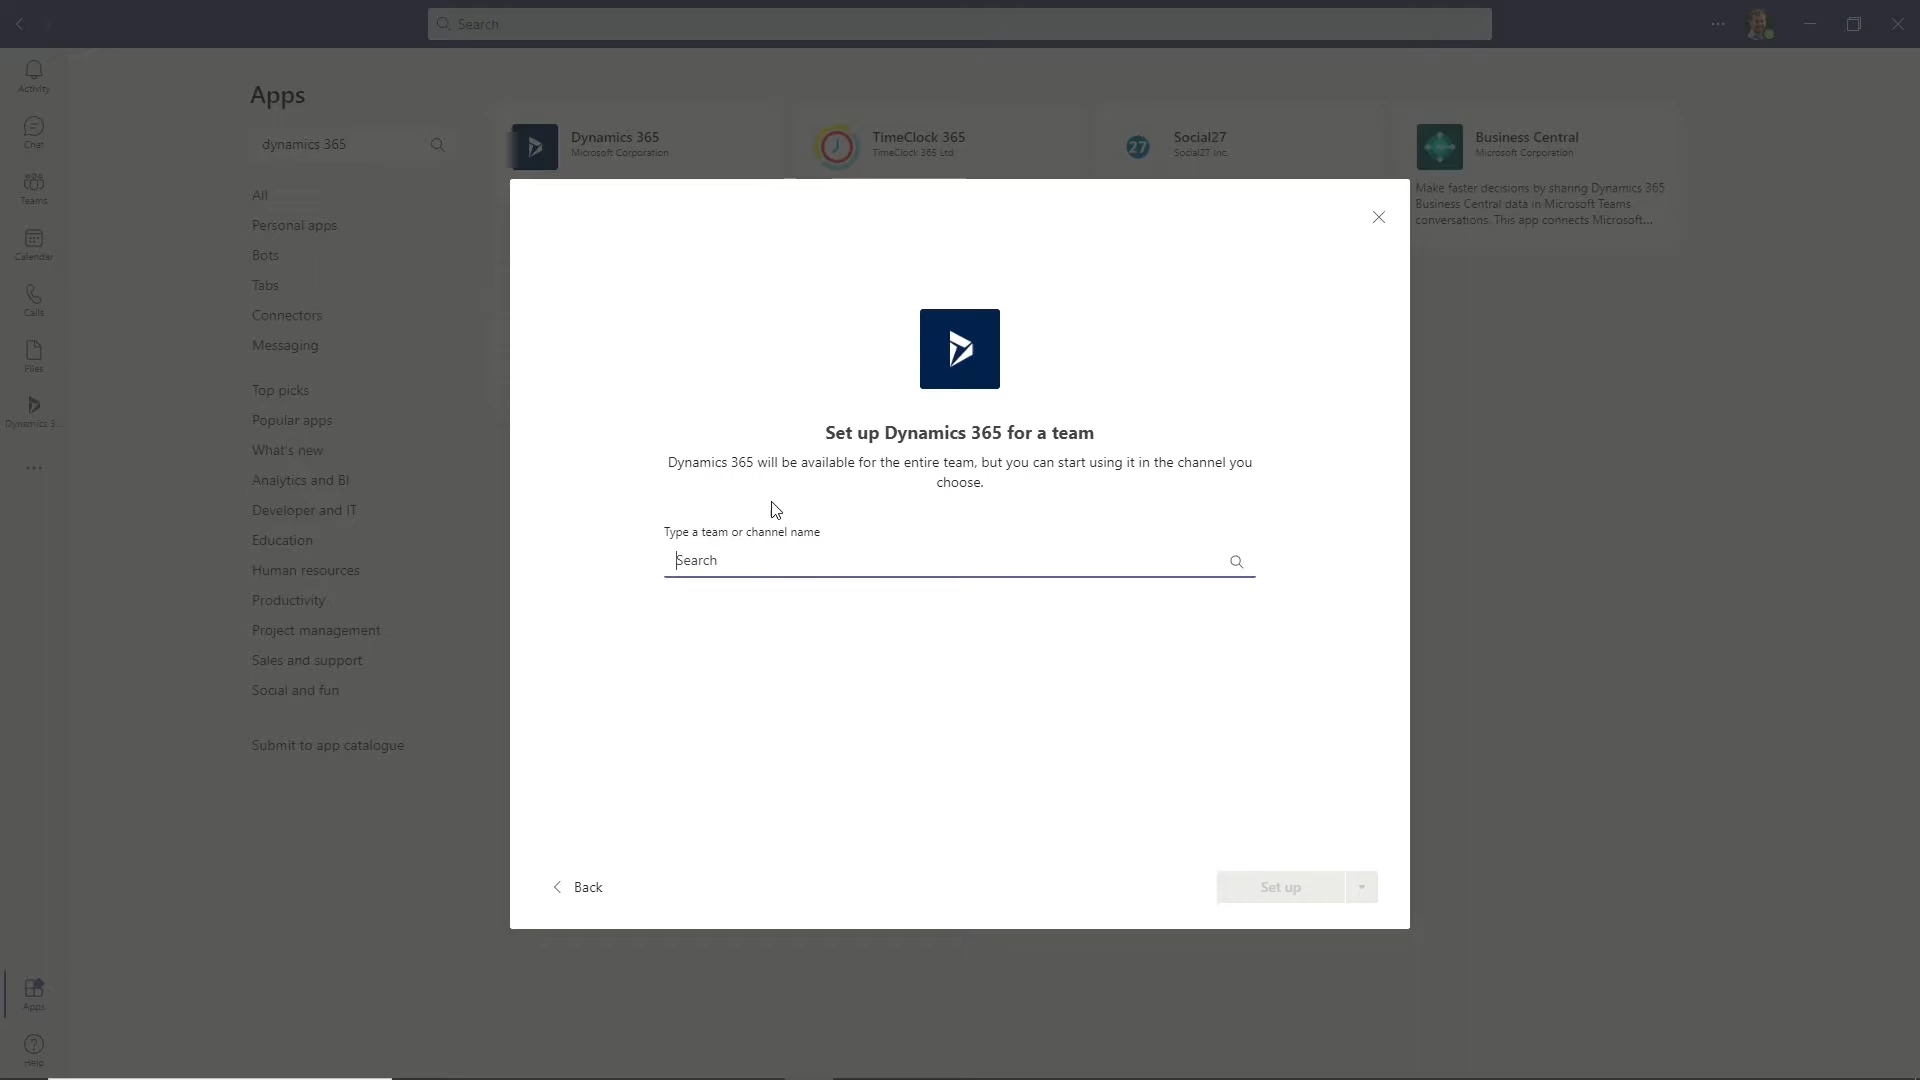 Search
Activity
Chat
Teams
Calendar
Calls
Files
Dynamics 3...
Apps
Help
Apps
dynamics 365
All
Personal apps
Bots
Tabs
Connectors
Messaging
Top picks
Popular apps
What's new
Analytics and BI
Developer and IT
Education
Human resources
Productivity
Project management
Sales and support
Social and fun
Submit to app catalogue
Dynamics 365
Microsoft Corporation
TimeClock 365
TimeClock 365 Ltd
27
Social27
Social27 Inc.
Business Central
Microsoft Corporation
Make faster decisions by sharing Dynamics 365
Business Central data in Microsoft Teams
conversations. This app connects Microsoft...
Set up Dynamics 365 for a team
Dynamics 365 will be available for the entire team, but you can start using it in the channel you
choose.
Type a team or channel name
Search
Back
Set up